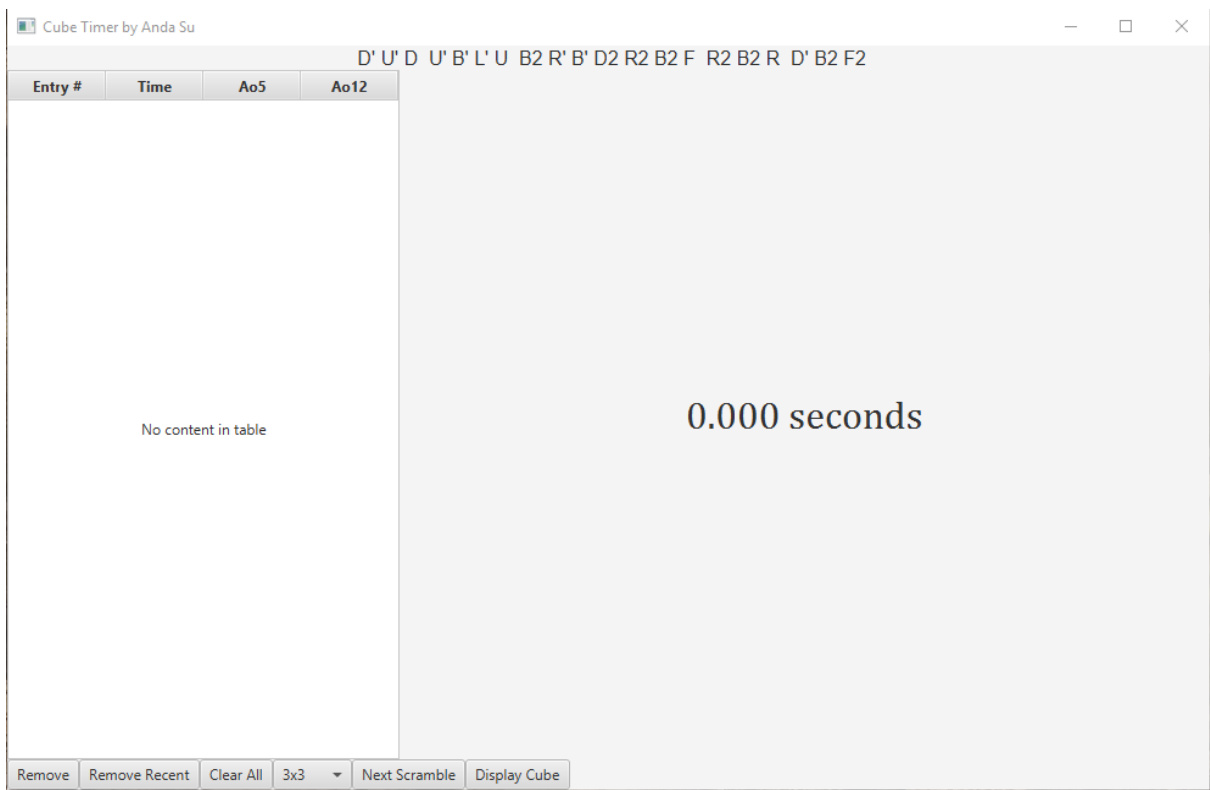 Cube Timer by Anda Su
D' U' D  U' B' L' U  B2 R' B' D2 R2 B2 F  R2 B2 R  D' B2 F2
Entry # Time Ao5 Ao12
No content in table
0.000 seconds
Remove Remove Recent Clear All 3x3 Next Scramble Display Cube